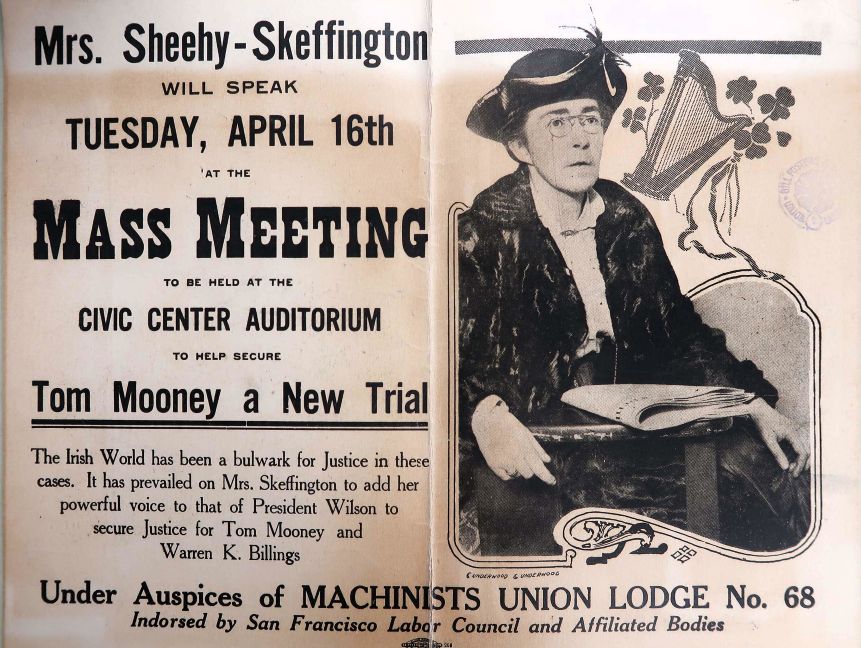 Mrs. Sheehy-Skeffington
WILL SPEAK
TUESDAY, APRIL 16th
AT THE
MASS MEETING
TO BE HELD AT THE
CIVIC CENTER AUDITORIUM
TO HELP SECURE
Tom Mooney a New Trial
The Irish World has been a bulwark for Justice in these
cases. It has prevailed on Mrs. Skeffington to add her
powerful voice to that of President Wilson to
secure Justice for Tom Mooney and
Warren K. Billings
© UNDERWOOD & UNDERWOOD
Under Auspices of MACHINISTS UNION LODGE No. 68
Indorsed by San Francisco Labor Council and Affiliated Bodies